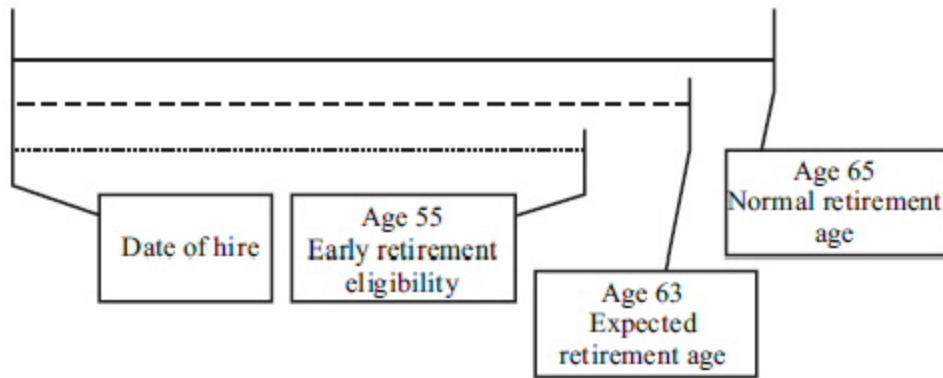 Date of hire
Age 55
Early retirement
eligibility
Age 63
Expected
retirement age
Age 65
Normal retirement
age